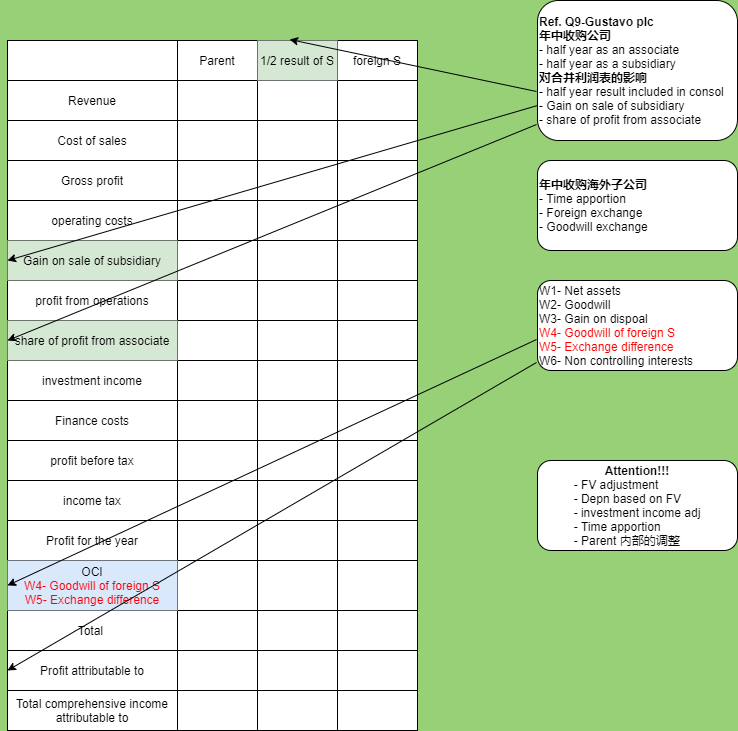 Parent
1/2 result of S
foreign S
Revenue
Cost of sales
Gross profit
operating costs
Gain on sale of subsidiary
profit from operations
share of profit from associate
investment income
Finance costs
profit before tax
income tax
Profit for the year
OCI
W4- Goodwill of foreign S
W5- Exchange difference
Total
Profit attributable to
Total comprehensive income
attributable to
Ref. Q9-Gustavo plc
年中收购公司
- half year as an associate
- half year as a subsidiary
对合并利润表的影响
- half year result included in consol
- Gain on sale of subsidiary
- share of profit from associate
年中收购海外子公司
- Time apportion
- Foreign exchange
- Goodwill exchange
W1- Net assets
W2- Goodwill
W3- Gain on dispoal
W4- Goodwill of foreign S
W5- Exchange difference
W6- Non controlling interests
Attention!!!
- FV adjustment
- Depn based on FV
- investment income adj
- Time apportion
- Parent 内部的调整